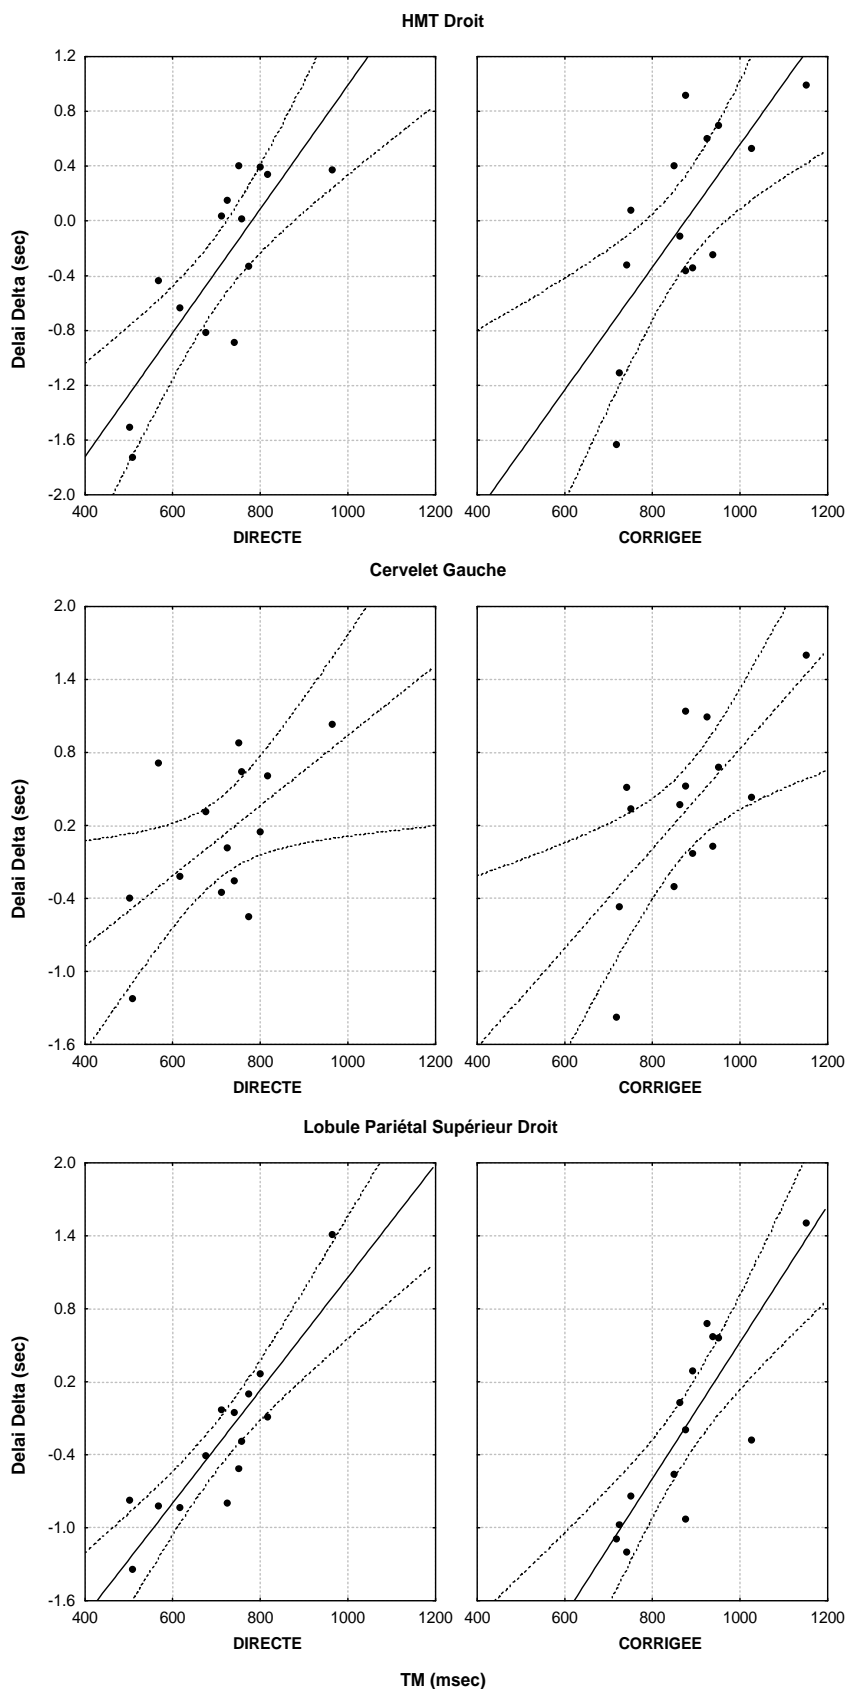 HMT Droit
1.2
0.8
0.4
0.0
-0.4
-0.8
-1.2
-1.6
-2.0
Delai Delta (sec)
400 600 800 1000 1200
400 600 800 1000 1200
DIRECTE
CORRIGEE
Cervelet Gauche
2.0
1.4
0.8
0.2
-0.4
-1.0
-1.6
Delai Delta (sec)
400 600 800 1000 1200
400 600 800 1000 1200
DIRECTE
CORRIGEE
Lobule Pariétal Supérieur Droit
2.0
1.4
0.8
0.2
-0.4
-1.0
-1.6
Delai Delta (sec)
400 600 800 1000 1200
400 600 800 1000 1200
DIRECTE
CORRIGEE
TM (msec)